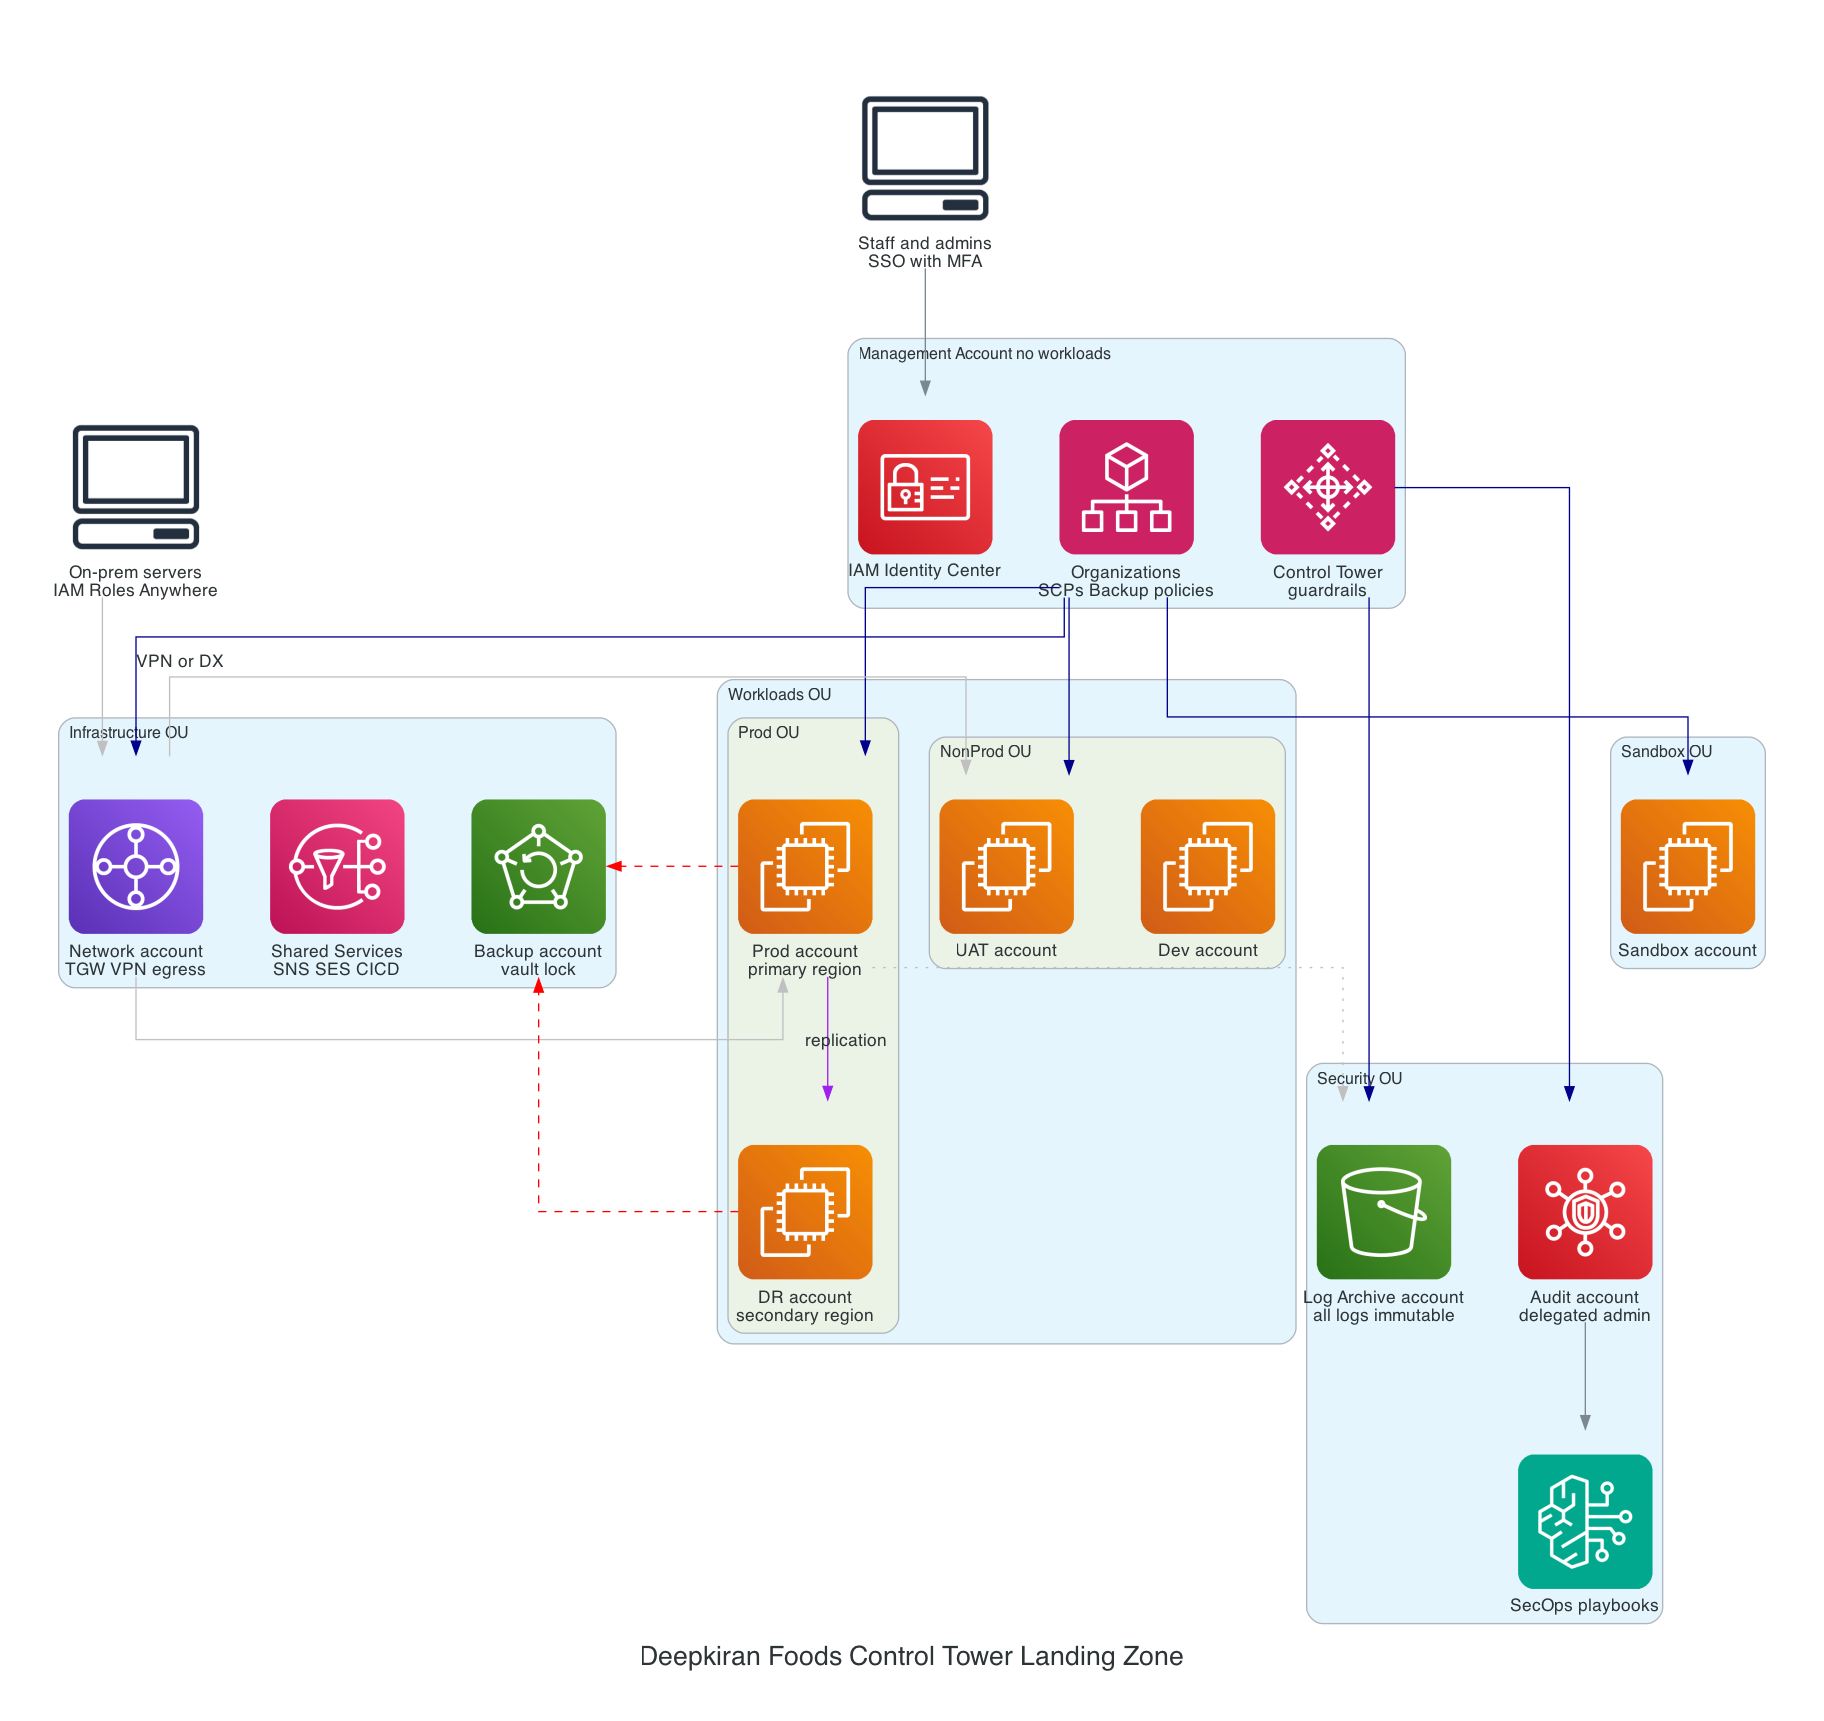 Staff and admins
SSO with MFA
Management Account no workloads
IAM Identity Center
Organizations
SCPs Backup policies
Control Tower
guardrails
On-prem servers
IAM Roles Anywhere
VPN or DX
Infrastructure OU
Network account
TGW VPN egress
Shared Services
SNS SES CICD
Backup account
vault lock
Workloads OU
Prod OU
Prod account
primary region
replication
DR account
secondary region
NonProd OU
UAT account
Dev account
Sandbox OU
Sandbox account
Security OU
Log Archive account
all logs immutable
Audit account
delegated admin
SecOps playbooks
Deepkiran Foods Control Tower Landing Zone